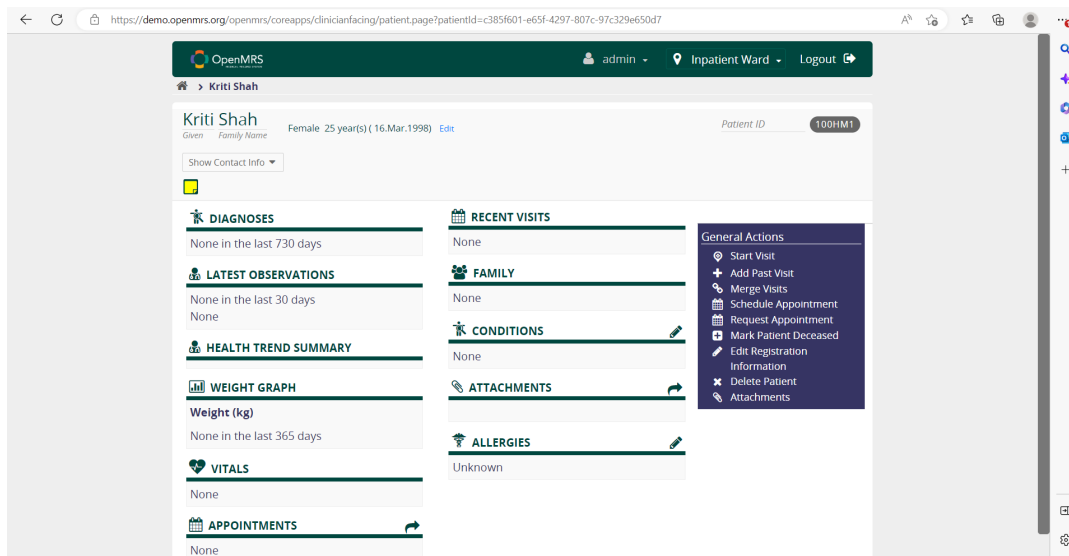 https://demo.openmrs.org/openmrs/coreapps/clinicianfacing/patient.page?patientId=c385f601-e65f-4297-807c-97c329e650d7
OpenMRS
admin
Inpatient Ward
Logout
Kriti Shah
Kriti Shah
Given Family Name
Female 25 year(s) ( 16.Mar.1998) Edit
Patient ID
100HM1
Show Contact Info
DIAGNOSES
None in the last 730 days
LATEST OBSERVATIONS
None in the last 30 days
None
HEALTH TREND SUMMARY
WEIGHT GRAPH
Weight (kg)
None in the last 365 days
VITALS
None
APPOINTMENTS
None
RECENT VISITS
None
FAMILY
None
CONDITIONS
None
ATTACHMENTS
ALLERGIES
Unknown
General Actions
Start Visit
Add Past Visit
Merge Visits
Schedule Appointment
Request Appointment
Mark Patient Deceased
Edit Registration
Information
Delete Patient
Attachments